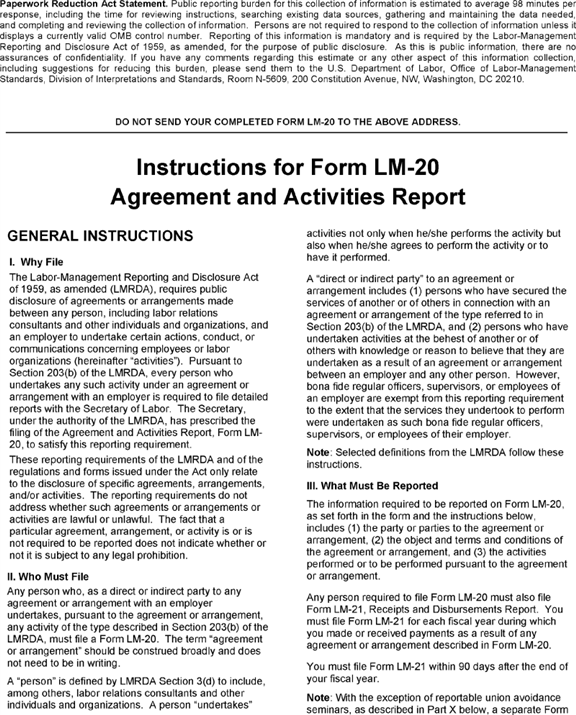 Paperwork Reduction Act Statement. Public reporting burden for this collection of information is estimated to average 98 minutes per
response, including the time for reviewing instructions, searching existing data sources, gathering and maintaining the data needed,
and completing and reviewing the collection of information. Persons are not required to respond to the collection of information unless it
displays a currently valid OMB control number. Reporting of this information is mandatory and is required by the Labor-Management
Reporting and Disclosure Act of 1959, as amended, for the purpose of public disclosure. As this is public information, there are no
assurances of confidentiality. If you have any comments regarding this estimate or any other aspect of this information collection,
including suggestions for reducing this burden, please send them to the U.S. Department of Labor, Office of Labor-Management
Standards, Division of Interpretations and Standards, Room N-5609, 200 Constitution Avenue, NW, Washington, DC 20210.
DO NOT SEND YOUR COMPLETED FORM LM-20 TO THE ABOVE ADDRESS.
Instructions for Form LM-20
Agreement and Activities Report
GENERAL INSTRUCTIONS
I. Why File
The Labor-Management Reporting and Disclosure Act
of 1959, as amended (LMRDA), requires public
disclosure of agreements or arrangements made
between any person, including labor relations
consultants and other individuals and organizations, and
an employer to undertake certain actions, conduct, or
communications concerning employees or labor
organizations (hereinafter “activities”). Pursuant to
Section 203(b) of the LMRDA, every person who
undertakes any such activity under an agreement or
arrangement with an employer is required to file detailed
reports with the Secretary of Labor. The Secretary,
under the authority of the LMRDA, has prescribed the
filing of the Agreement and Activities Report, Form LM-
20, to satisfy this reporting requirement.
These reporting requirements of the LMRDA and of the
regulations and forms issued under the Act only relate
to the disclosure of specific agreements, arrangements,
and/or activities. The reporting requirements do not
address whether such agreements or arrangements or
activities are lawful or unlawful. The fact that a
particular agreement, arrangement, or activity is or is
not required to be reported does not indicate whether or
not it is subject to any legal prohibition.
II. Who Must File
Any person who, as a direct or indirect party to any
agreement or arrangement with an employer
undertakes, pursuant to the agreement or arrangement,
any activity of the type described in Section 203(b) of the
LMRDA, must file a Form LM-20. The term “agreement
or arrangement” should be construed broadly and does
not need to be in writing.
A “person” is defined by LMRDA Section 3(d) to include,
among others, labor relations consultants and other
individuals and organizations. A person “undertakes”
activities not only when he/she performs the activity but
also when he/she agrees to perform the activity or to
have it performed.
A “direct or indirect party” to an agreement or
arrangement includes (1) persons who have secured the
services of another or of others in connection with an
agreement or arrangement of the type referred to in
Section 203(b) of the LMRDA, and (2) persons who have
undertaken activities at the behest of another or of
others with knowledge or reason to believe that they are
undertaken as a result of an agreement or arrangement
between an employer and any other person. However,
bona fide regular officers, supervisors, or employees of
an employer are exempt from this reporting requirement
to the extent that the services they undertook to perform
were undertaken as such bona fide regular officers,
supervisors, or employees of their employer.
Note: Selected definitions from the LMRDA follow these
instructions.
III. What Must Be Reported
The information required to be reported on Form LM-20,
as set forth in the form and the instructions below,
includes (1) the party or parties to the agreement or
arrangement, (2) the object and terms and conditions of
the agreement or arrangement, and (3) the activities
performed or to be performed pursuant to the agreement
or arrangement.
Any person required to file Form LM-20 must also file
Form LM-21, Receipts and Disbursements Report. You
must file Form LM-21 for each fiscal year during which
you made or received payments as a result of any
agreement or arrangement described in Form LM-20.
You must file Form LM-21 within 90 days after the end of
your fiscal year.
Note: With the exception of reportable union avoidance
seminars, as described in Part X below, a separate Form